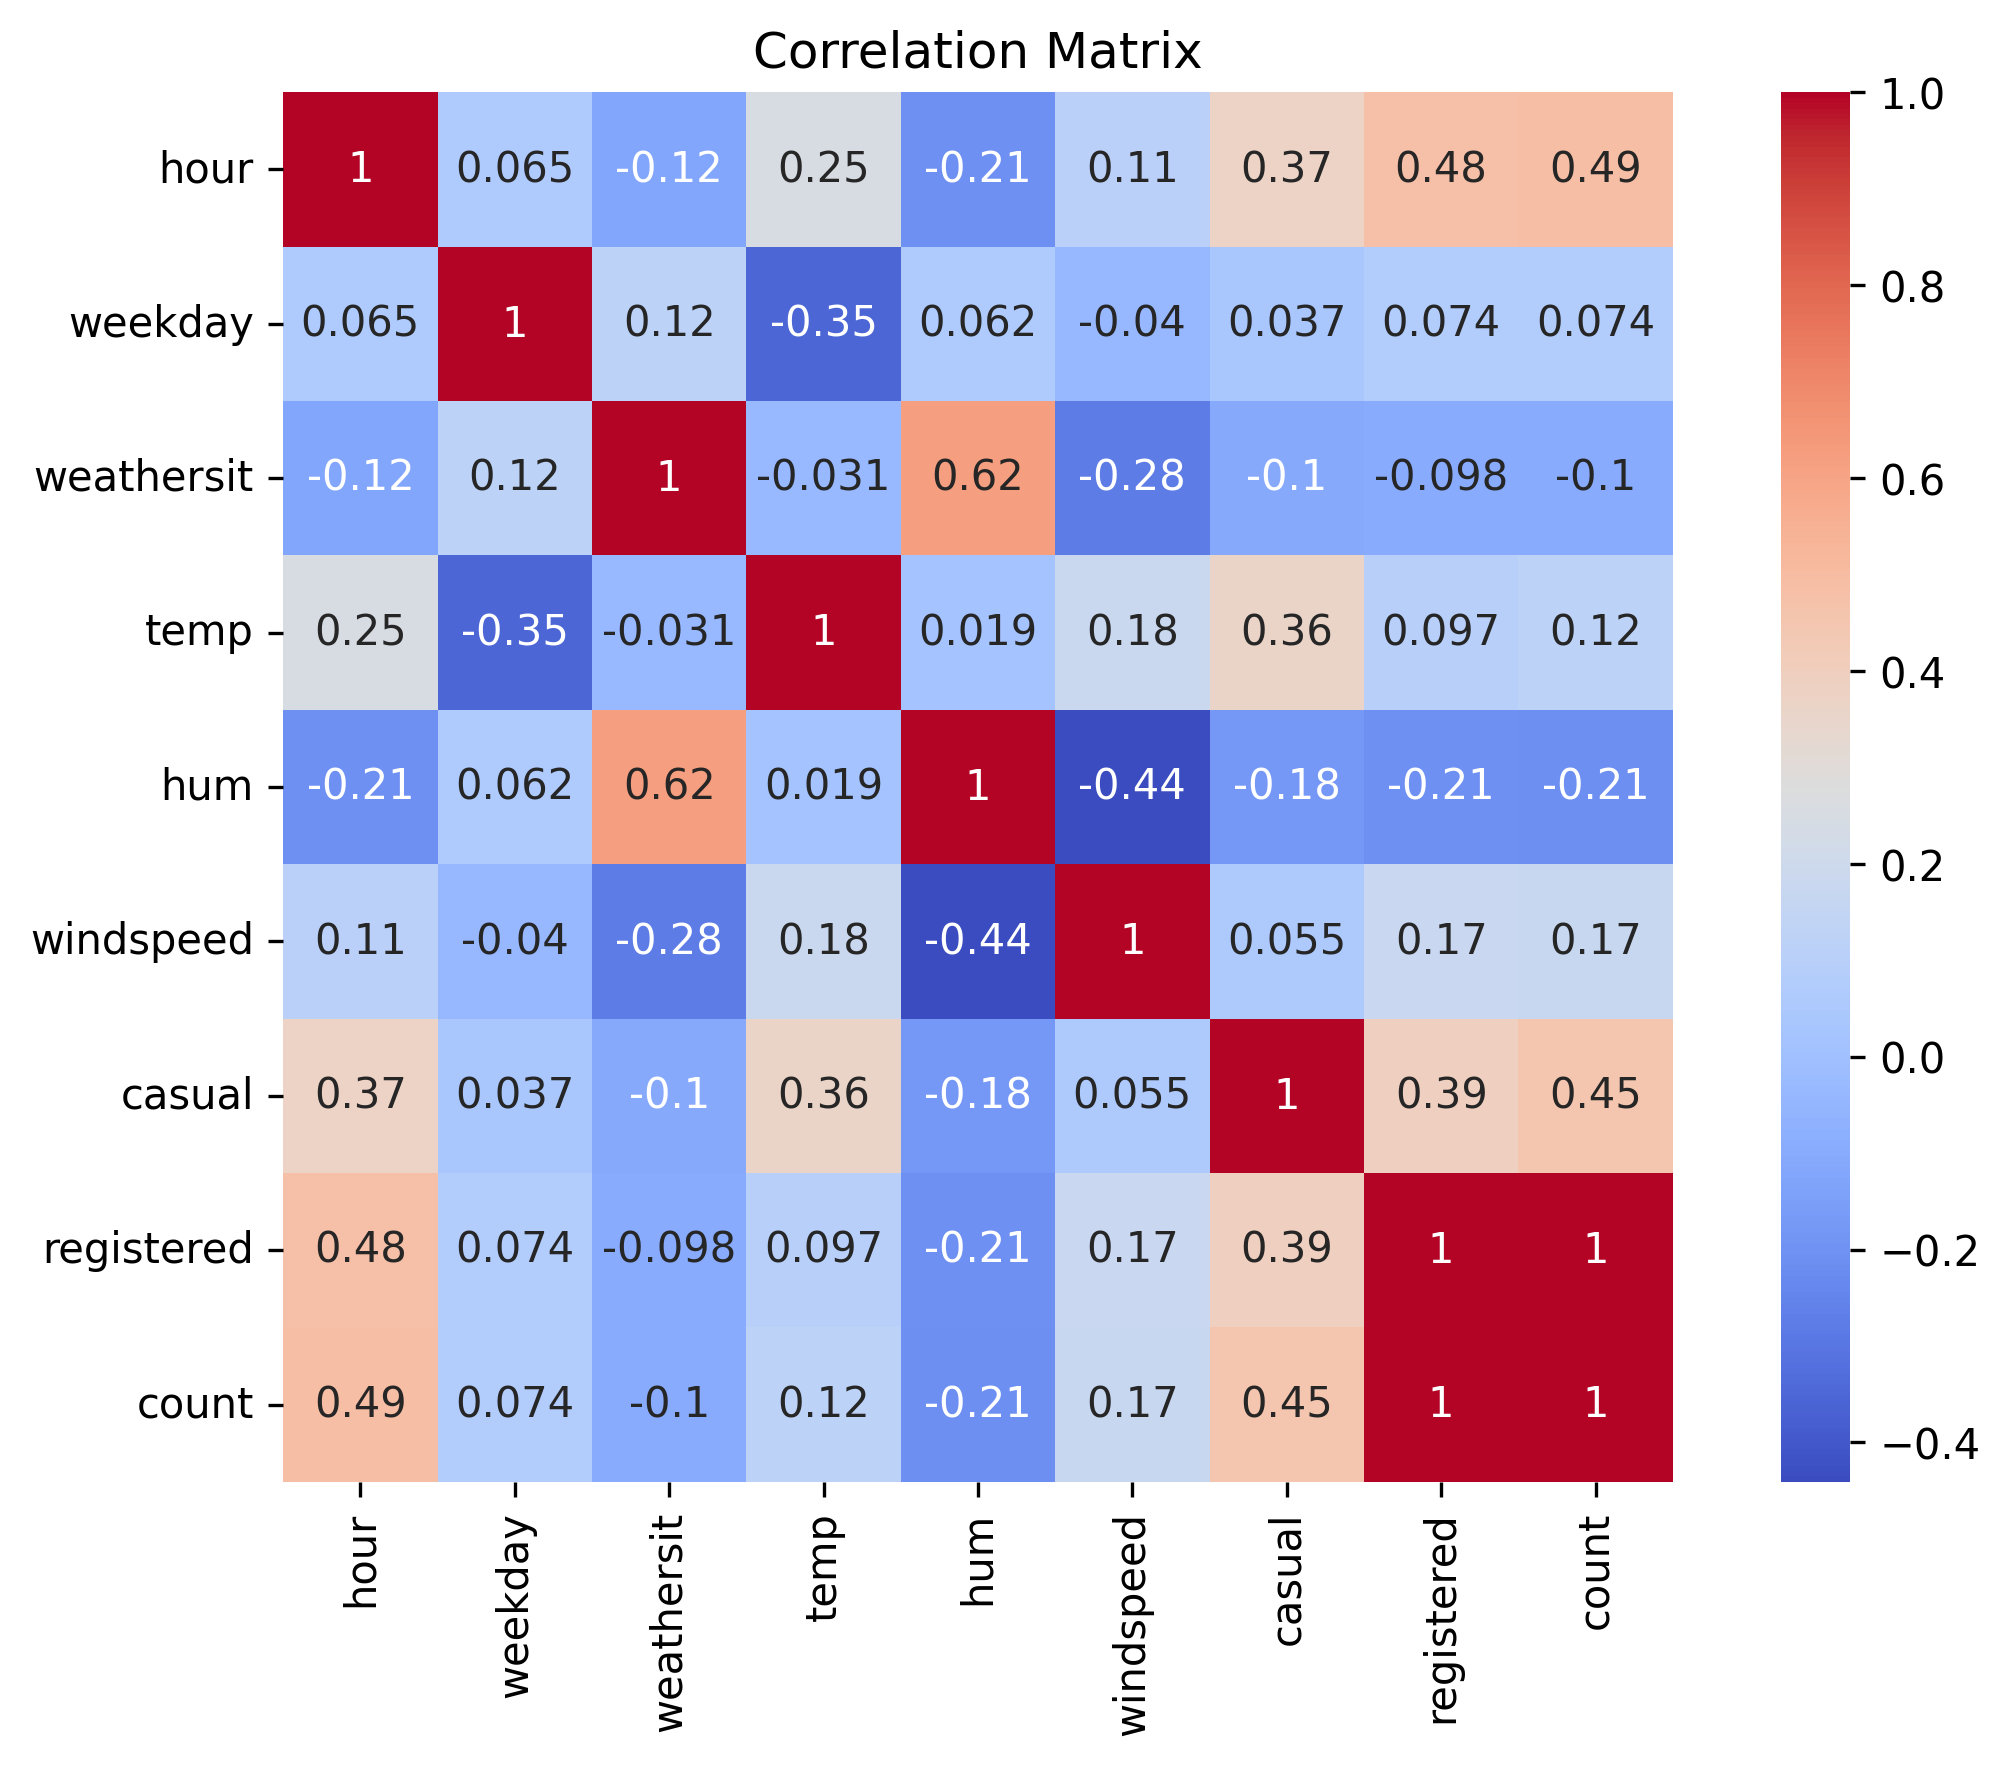 Correlation Matrix
hour 1 0.065 -0.12 0.25 -0.21 0.11 0.37 0.48 0.49
weekday 0.065 1 0.12 -0.35 0.062 -0.04 0.037 0.074 0.074
weathersit -0.12 0.12 1 -0.031 0.62 -0.28 -0.1 -0.098 -0.1
temp 0.25 -0.35 -0.031 1 0.019 0.18 0.36 0.097 0.12
hum -0.21 0.062 0.62 0.019 1 -0.44 -0.18 -0.21 -0.21
windspeed 0.11 -0.04 -0.28 0.18 -0.44 1 0.055 0.17 0.17
casual 0.37 0.037 -0.1 0.36 -0.18 0.055 1 0.39 0.45
registered 0.48 0.074 -0.098 0.097 -0.21 0.17 0.39 1 1
count 0.49 0.074 -0.1 0.12 -0.21 0.17 0.45 1 1
hour weekday weathersit temp hum windspeed casual registered count
1.0
0.8
0.6
0.4
0.2
0.0
−0.2
−0.4